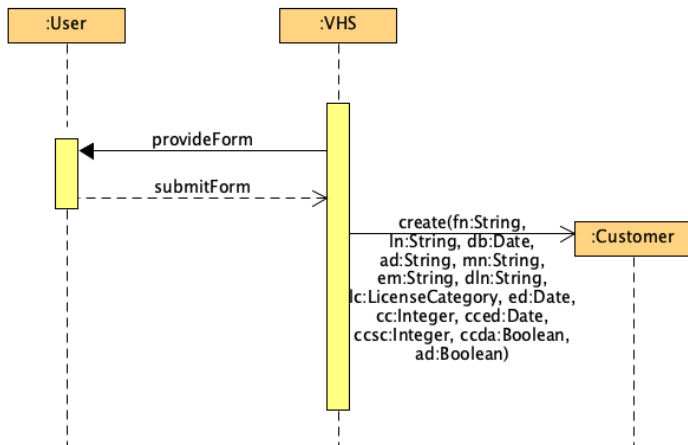 :User
:VHS
provideForm
submitForm
create(fn:String,
ln:String, db:Date,
ad:String, mn:String,
em:String, dln:String,
lc:LicenseCategory, ed:Date,
cc:Integer, cced:Date,
ccsc:Integer, ccda:Boolean,
ad:Boolean)
:Customer